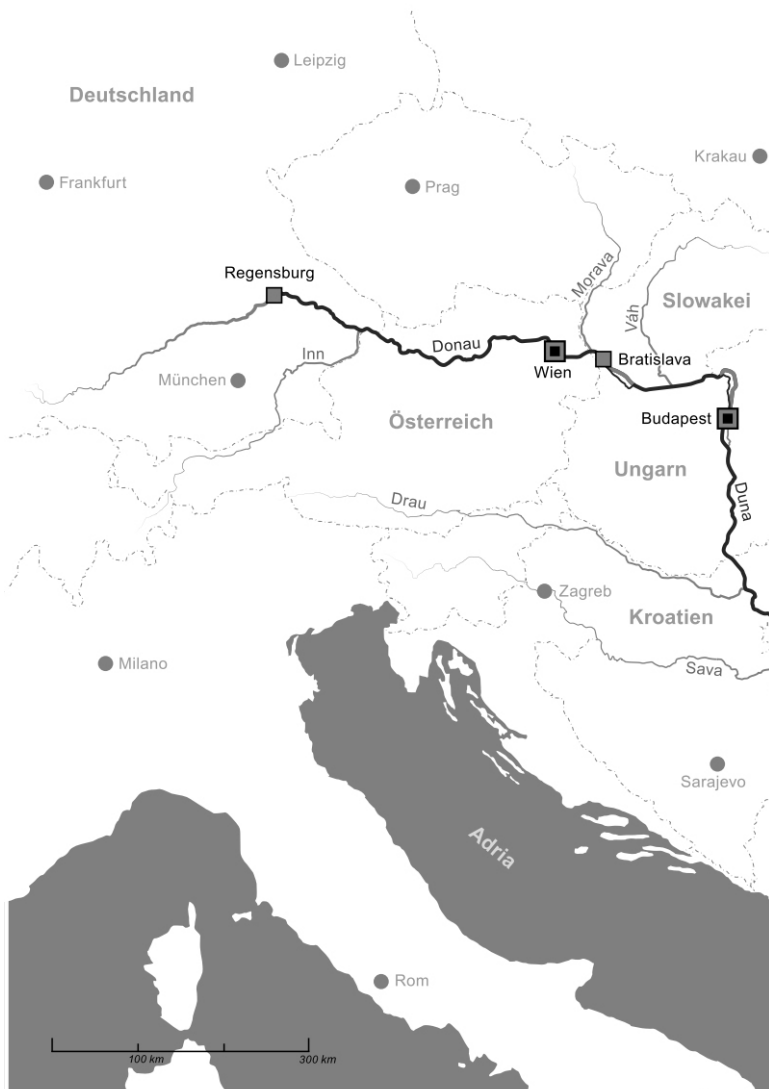 Leipzig
Deutschland
Krakau
Frankfurt
Prag
Morava
Regensburg
Váh
Slowakei
Donau
Inn
Bratislava
Wien
München
Österreich
Budapest
Ungarn
Duna
Drau
Zagreb
Kroatien
Milano
Sava
Sarajevo
Adria
Rom
100 km
300 km